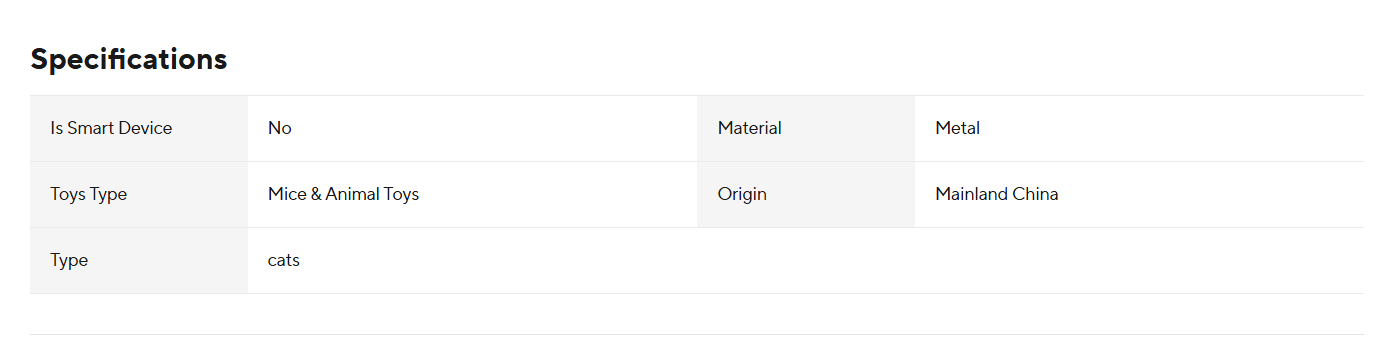 Specifications
Is Smart Device No Material Metal
Toys Type Mice & Animal Toys Origin Mainland China
Type cats